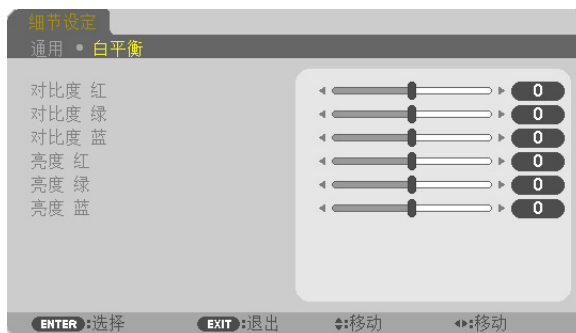 细节设定
通用 • 白平衡
对比度 红 0
对比度 绿 0
对比度 蓝 0
亮度 红 0
亮度 绿 0
亮度 蓝 0
ENTER:选择 EXIT:退出 :移动 :移动